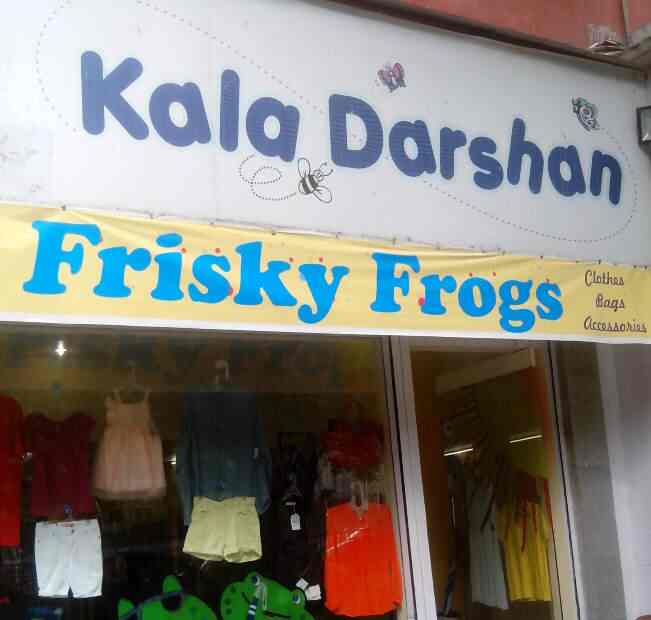 Kala Darshan
Frisky Frogs
Clothes
Bags
Accessories